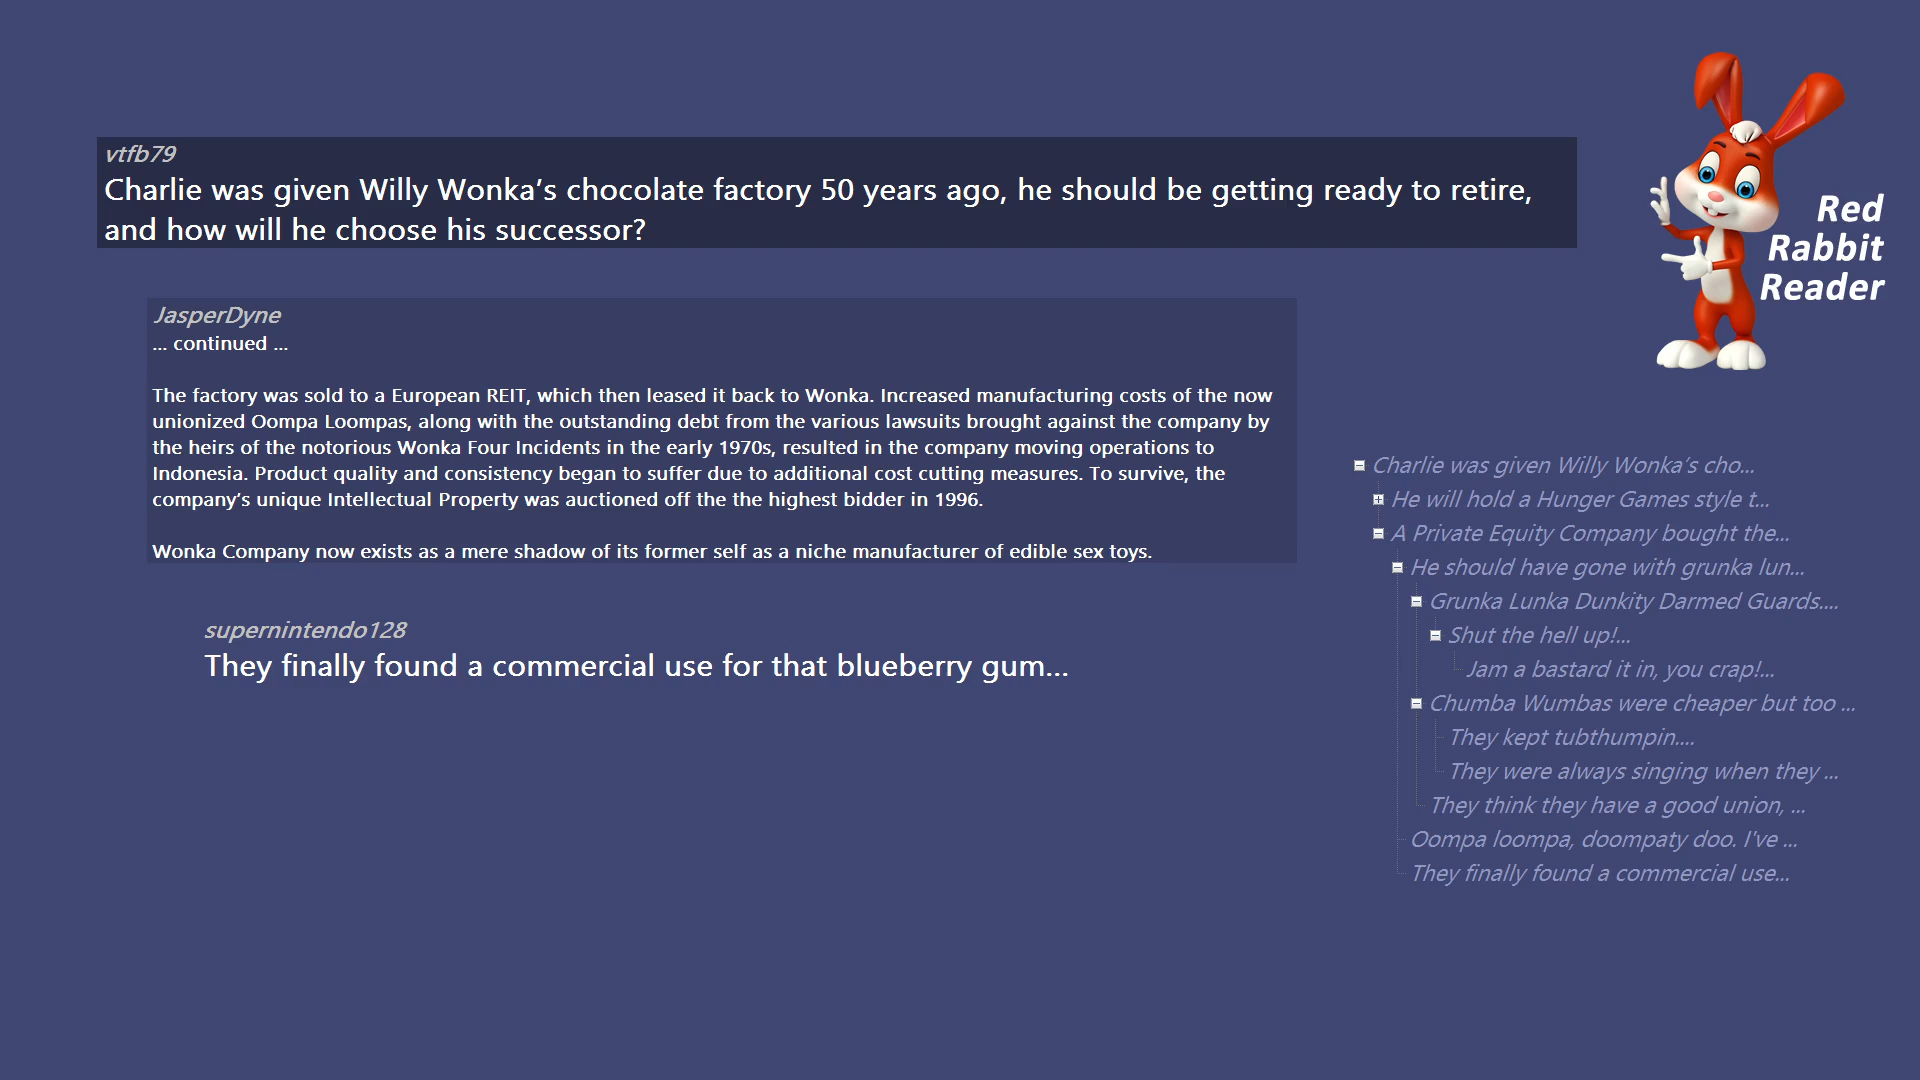 vtfb79
Charlie was given Willy Wonka’s chocolate factory 50 years ago, he should be getting ready to retire,
and how will he choose his successor?
JasperDyne
... continued ...
The factory was sold to a European REIT, which then leased it back to Wonka. Increased manufacturing costs of the now
unionized Oompa Loompas, along with the outstanding debt from the various lawsuits brought against the company by
the heirs of the notorious Wonka Four Incidents in the early 1970s, resulted in the company moving operations to
Indonesia. Product quality and consistency began to suffer due to additional cost cutting measures. To survive, the
company’s unique Intellectual Property was auctioned off the the highest bidder in 1996.
Wonka Company now exists as a mere shadow of its former self as a niche manufacturer of edible sex toys.
supernintendo128
They finally found a commercial use for that blueberry gum...
Red
Rabbit
Reader
Charlie was given Willy Wonka’s cho...
He will hold a Hunger Games style t...
A Private Equity Company bought the...
He should have gone with grunka lun...
Grunka Lunka Dunkity Darmed Guards....
Shut the hell up!...
Jam a bastard it in, you crap!...
Chumba Wumbas were cheaper but too ...
They kept tubthumpin....
They were always singing when they ...
They think they have a good union, ...
Oompa loompa, doompaty doo. I've ...
They finally found a commercial use...